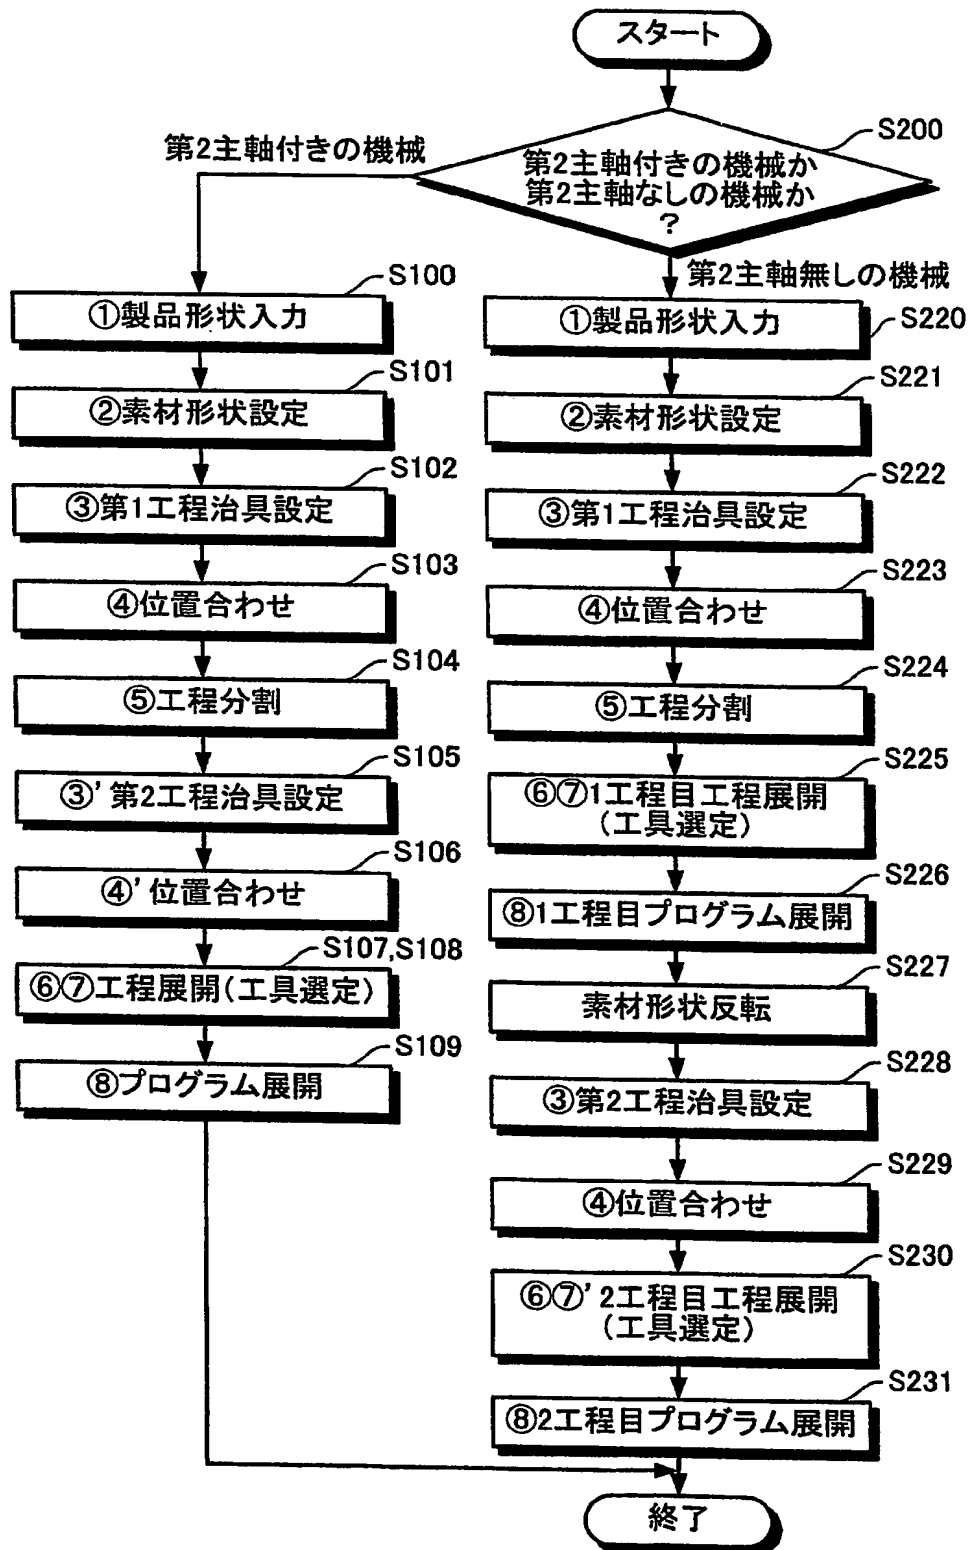 スタート
S200
第2主軸付きの機械か
第2主軸なしの機械か
?
第2主軸付きの機械
S100
①製品形状入力
S101
②素材形状設定
S102
③第1工程治具設定
S103
④位置合わせ
S104
⑤工程分割
S105
③'第2工程治具設定
S106
④'位置合わせ
S107,S108
⑥⑦工程展開(工具選定)
S109
⑧プログラム展開
第2主軸無しの機械
①製品形状入力
S220
S221
②素材形状設定
S222
③第1工程治具設定
S223
④位置合わせ
S224
⑤工程分割
S225
⑥⑦1工程目工程展開
(工具選定)
S226
⑧1工程目プログラム展開
S227
素材形状反転
S228
③第2工程治具設定
S229
④位置合わせ
S230
⑥⑦'2工程目工程展開
(工具選定)
S231
⑧2工程目プログラム展開
終了